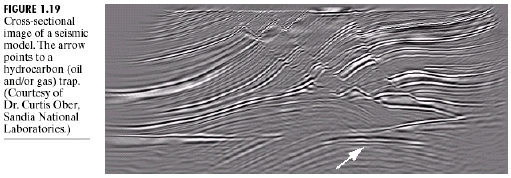 FIGURE 1.19
Cross-sectional
image of a seismic
model. The arrow
points to a
hydrocarbon (oil
and/or gas) trap.
(Courtesy of
Dr. Curtis Ober,
Sandia National
Laboratories.)